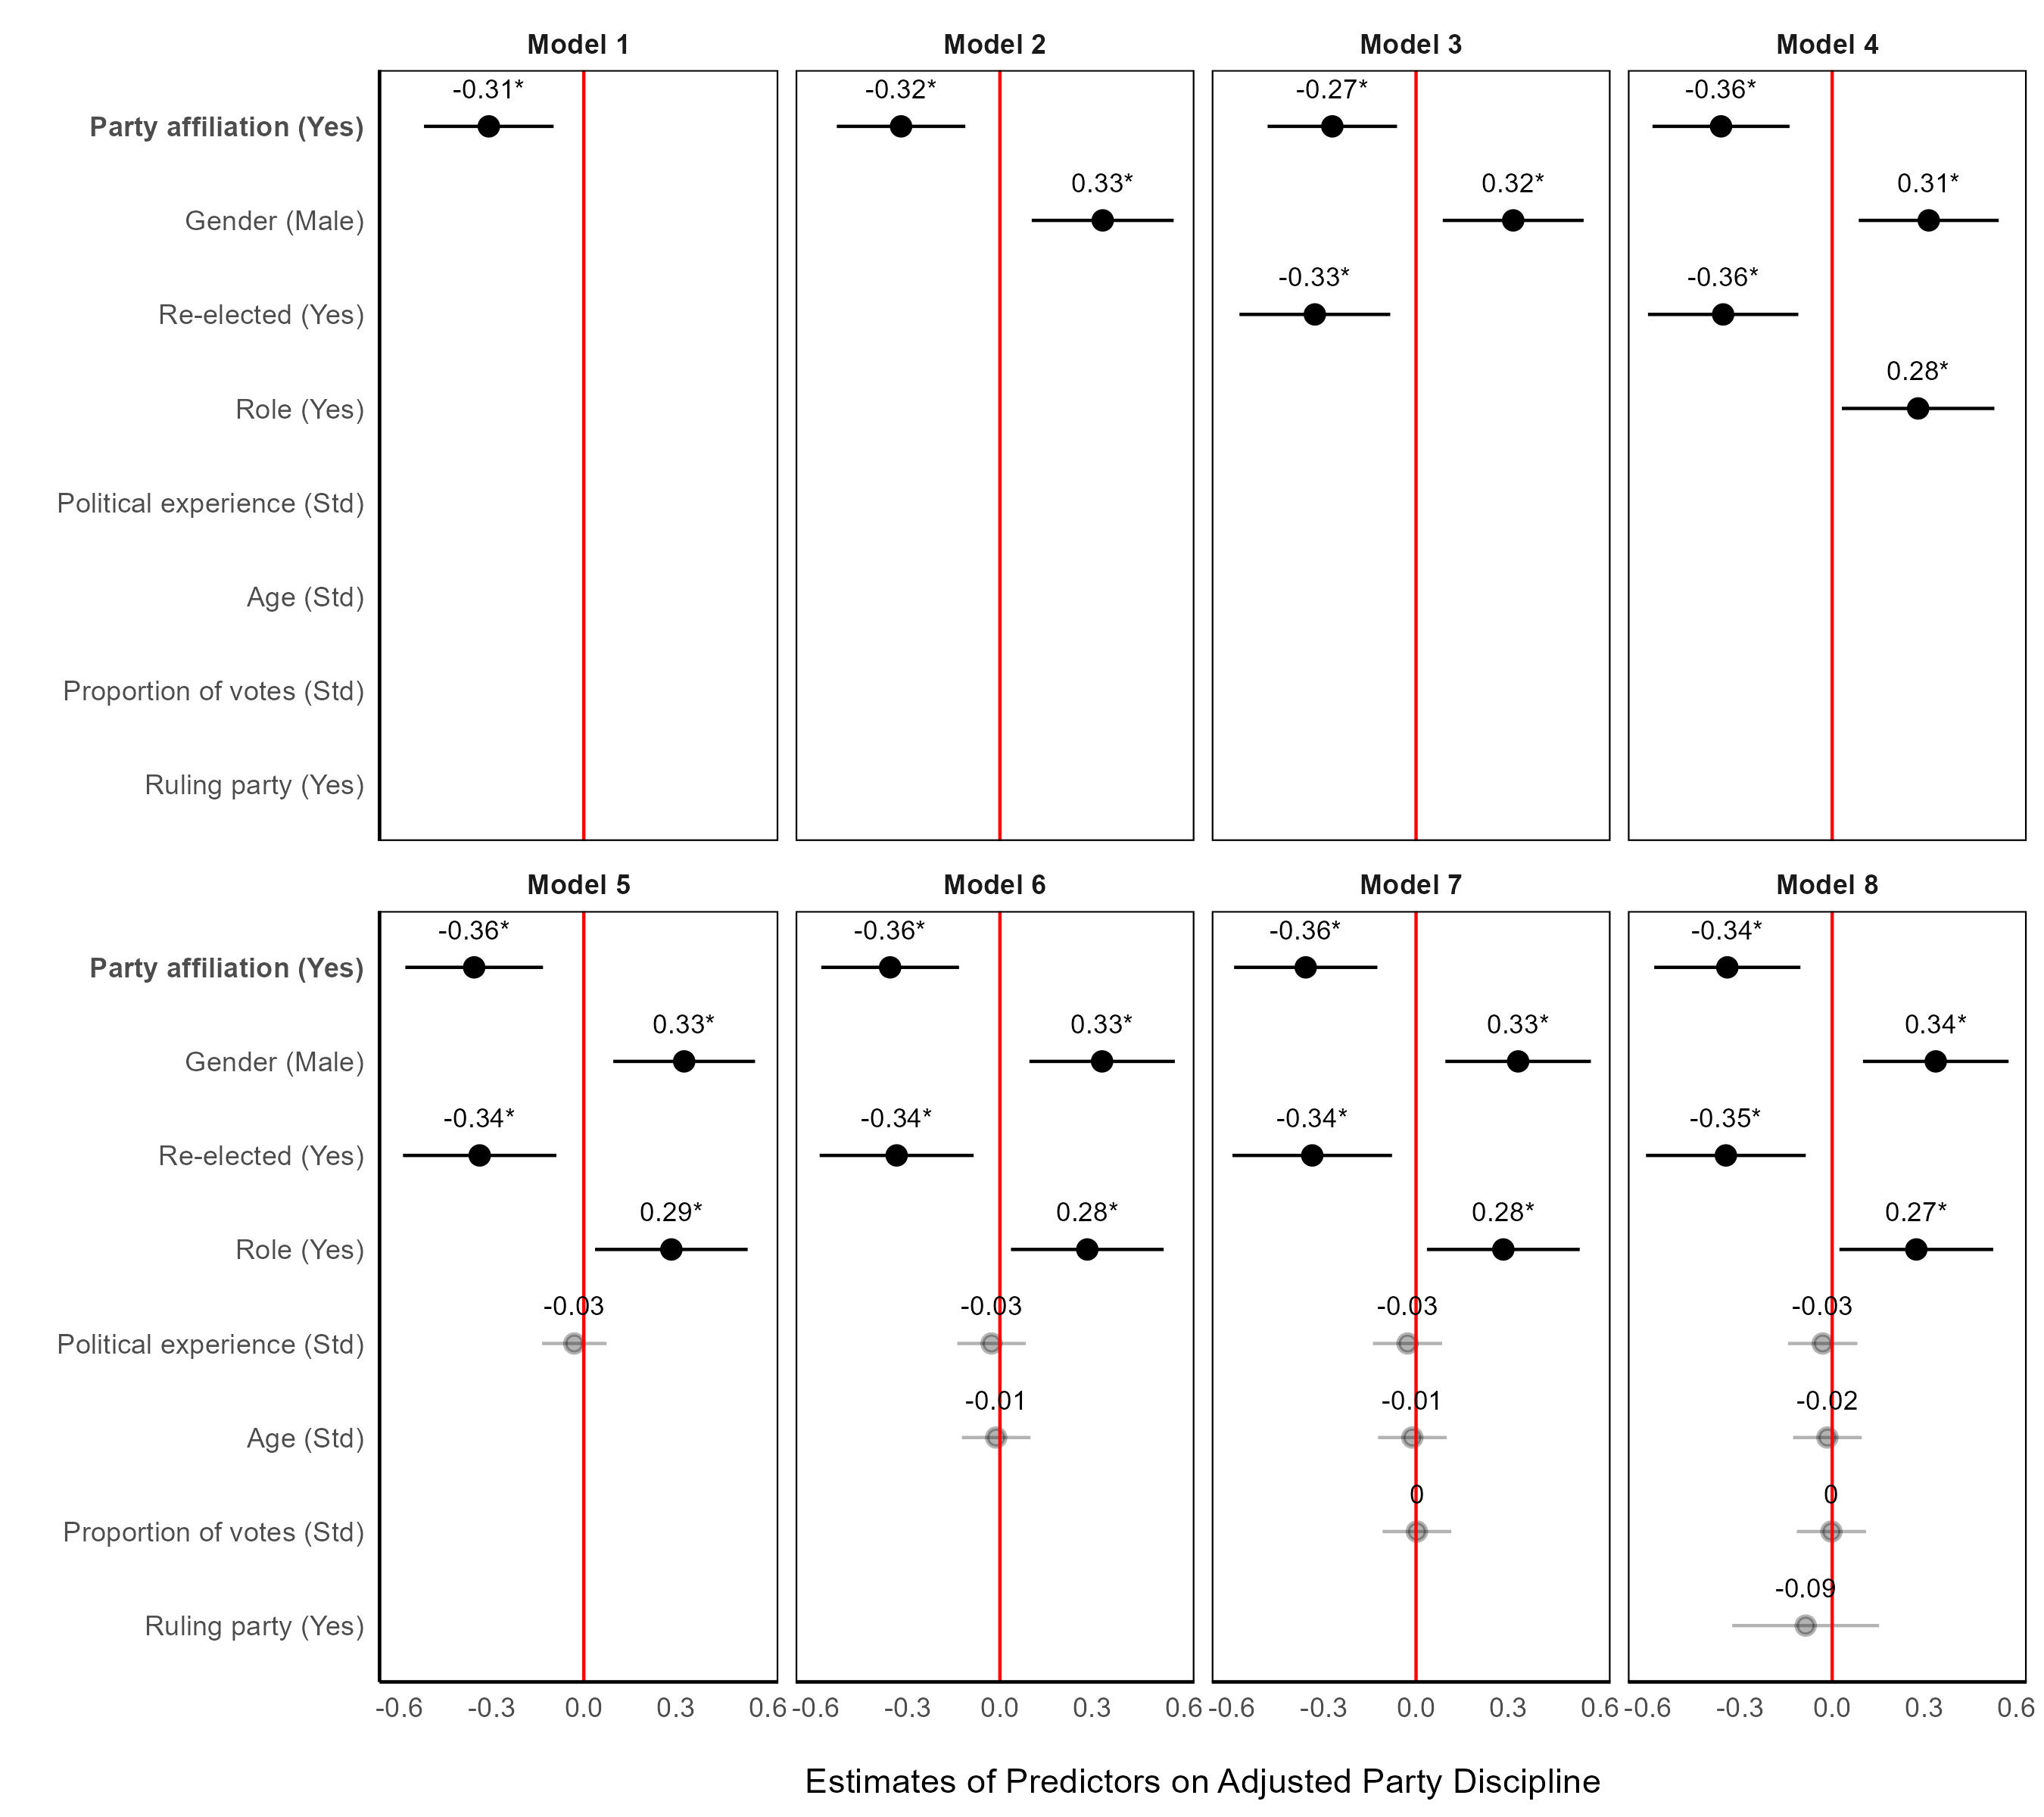 Model 1 Model 2 Model 3 Model 4
-0.31* -0.32* -0.27* -0.36*
Party affiliation (Yes)
0.33* 0.32* 0.31*
Gender (Male)
-0.33* -0.36*
Re-elected (Yes)
0.28*
Role (Yes)
Political experience (Std)
Age (Std)
Proportion of votes (Std)
Ruling party (Yes)
Model 5 Model 6 Model 7 Model 8
-0.36* -0.36* -0.36* -0.34*
Party affiliation (Yes)
0.33* 0.33* 0.33* 0.34*
Gender (Male)
-0.34* -0.34* -0.34* -0.35*
Re-elected (Yes)
0.29* 0.28* 0.28* 0.27*
Role (Yes)
-0.03 -0.03 -0.03 -0.03
Political experience (Std)
-0.01 -0.01 -0.02
Age (Std)
0 0
Proportion of votes (Std)
-0.09
Ruling party (Yes)
-0.6 -0.3 0.0 0.3 0.6 -0.6 -0.3 0.0 0.3 0.6 -0.6 -0.3 0.0 0.3 0.6 -0.6 -0.3 0.0 0.3 0.6
Estimates of Predictors on Adjusted Party Discipline